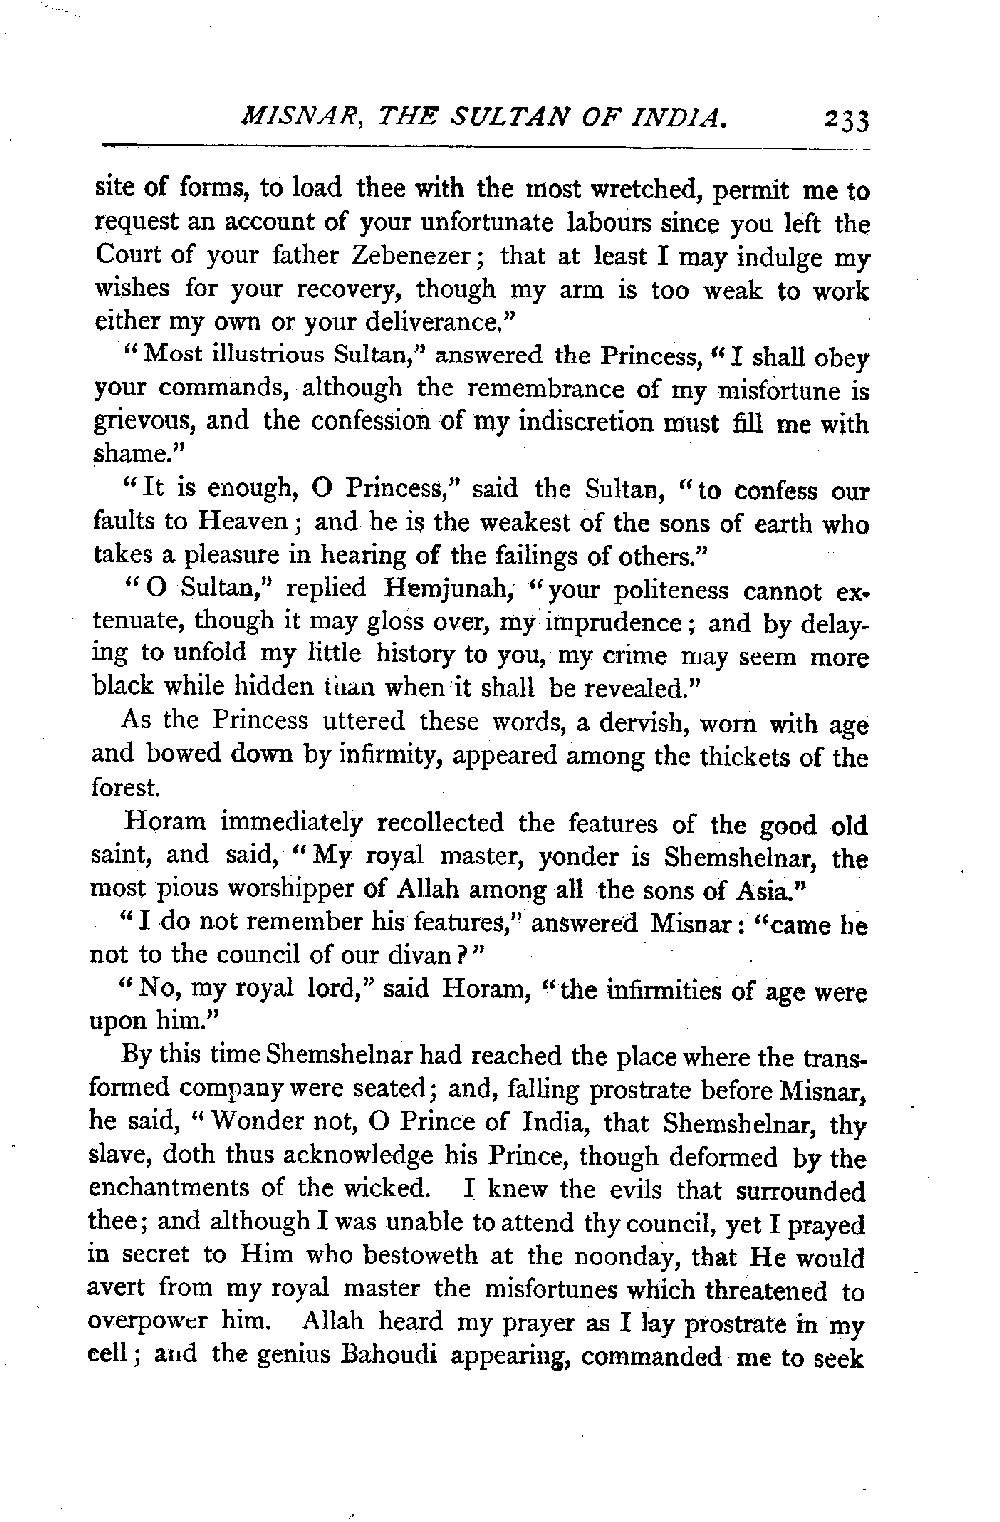 MISNAR, THE SULTAN OF INDIA. 233
site of forms, to load thee with the most wretched, permit me to
request an account of your unfortunate labours since you left the
Court of your father Zebenezer; that at least I may indulge my
wishes for your recovery, though my arm is too weak to work
either my own or your deliverance."
"Most illustrious Sultan," answered the Princess, "I shall obey
your commands, although the remembrance of my misfortune is
grievous, and the confession of my indiscretion must fill me with
shame."
"It is enough, O Princess," said the Sultan, "to confess our
faults to Heaven; and he is the weakest of the sons of earth who
takes a pleasure in hearing of the failings of others."
"O Sultan," replied Hemjunah, "your politeness cannot ex-
tenuate, though it may gloss over, my imprudence; and by delay-
ing to unfold my little history to you, my crime may seem more
black while hidden than when it shall be revealed."
As the Princess uttered these words, a dervish, worn with age
and bowed down by infirmity, appeared among the thickets of the
forest.
Horam immediately recollected the features of the good old
saint, and said, "My royal master, yonder is Shemshelnar, the
most pious worshipper of Allah among all the sons of Asia."
"I do not remember his features," answered Misnar: "came he
not to the council of our divan?"
"No, my royal lord," said Horam, "the infirmities of age were
upon him."
By this time Shemshelnar had reached the place where the trans-
formed company were seated; and, falling prostrate before Misnar,
he said, "Wonder not, O Prince of India, that Shemshelnar, thy
slave, doth thus acknowledge his Prince, though deformed by the
enchantments of the wicked. I knew the evils that surrounded
thee; and although I was unable to attend thy council, yet I prayed
in secret to Him who bestoweth at the noonday, that He would
avert from my royal master the misfortunes which threatened to
overpower him. Allah heard my prayer as I lay prostrate in my
cell; and the genius Bahoudi appearing, commanded me to seek